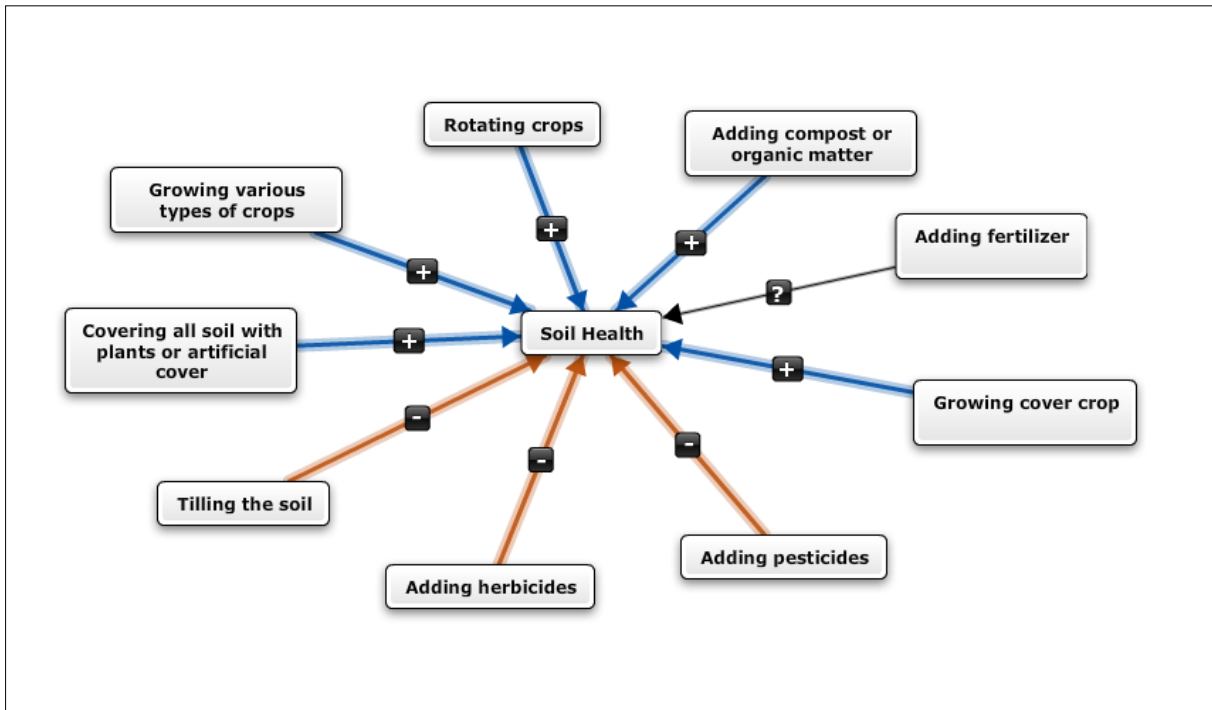 Rotating crops
Adding compost or
organic matter
Growing various
types of crops
+
+
Adding fertilizer
+
?
Covering all soil with
plants or artificial
cover
+
Soil Health
+
Growing cover crop
-
-
-
Tilling the soil
Adding herbicides
Adding pesticides